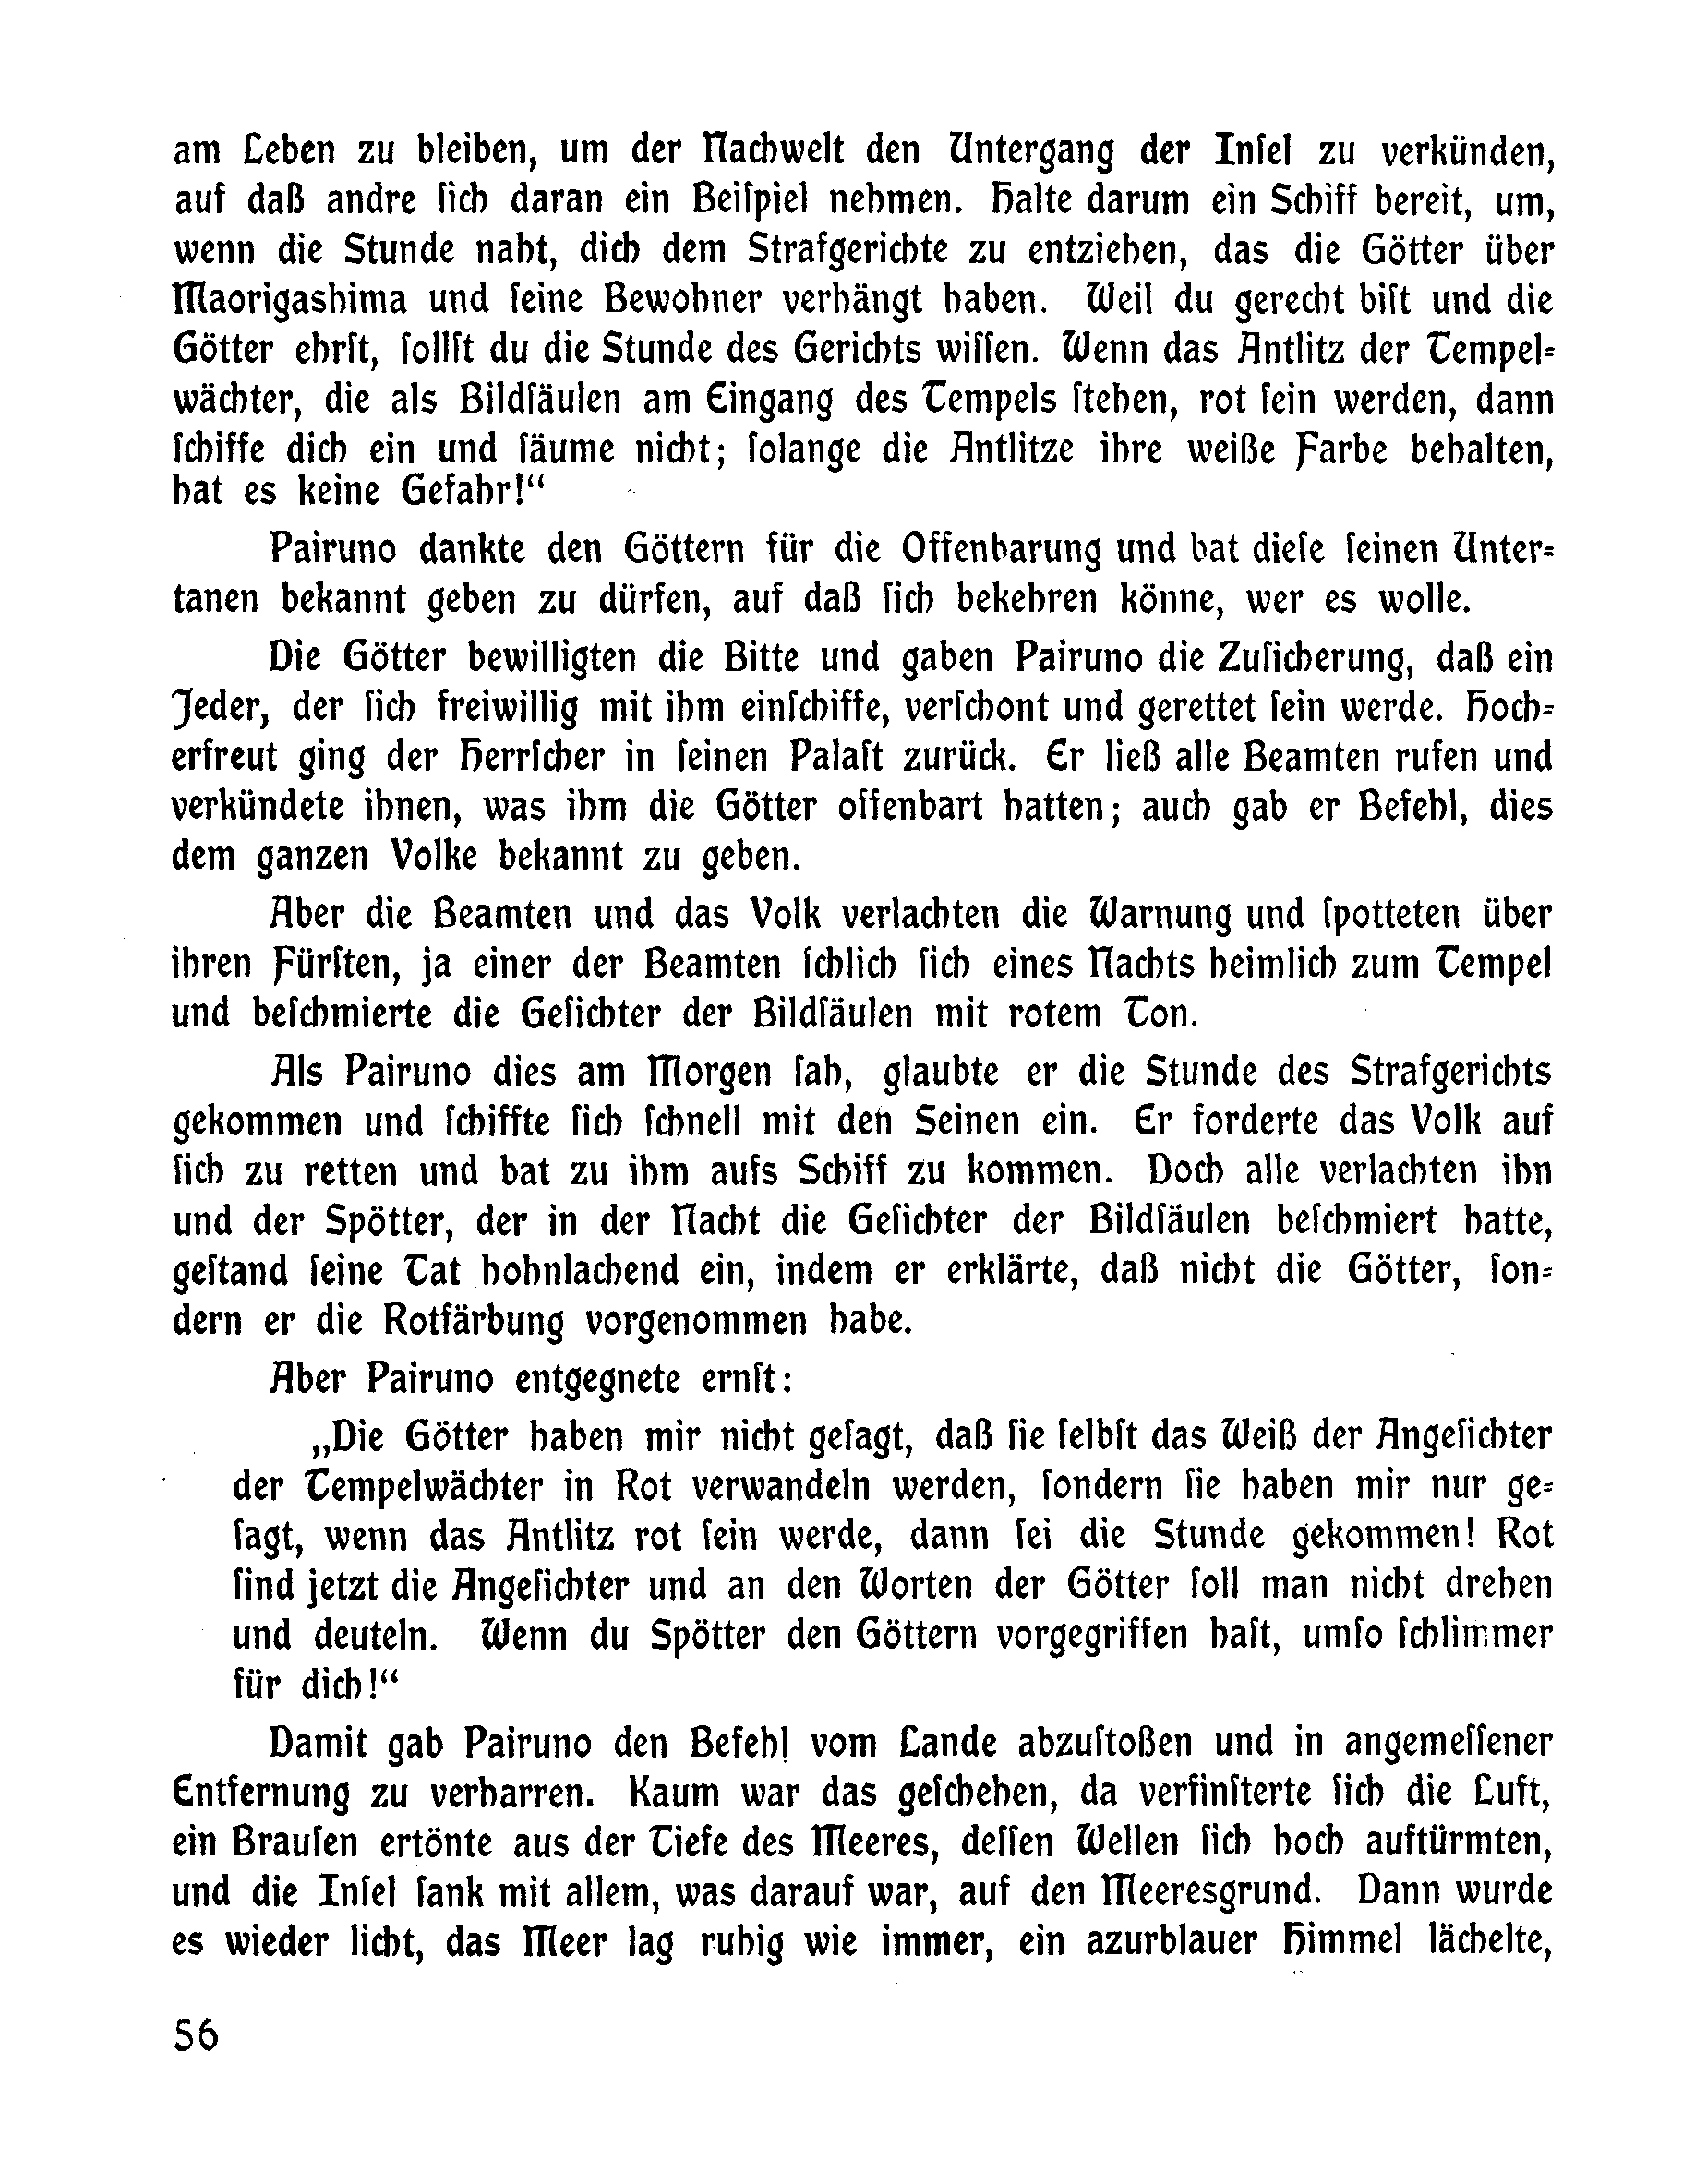 am Leben zu bleiben, um der Nachwelt den Untergang der Inſel zu verkünden,
auf daß andre ſich daran ein Beiſpiel nehmen. Halte darum ein Schiff bereit, um,
wenn die Stunde naht, dich dem Strafgerichte zu entziehen, das die Götter über
Maorigashima und ſeine Bewohner verhängt haben. Weil du gerecht biſt und die
Götter ehrſt, ſollſt du die Stunde des Gerichts wiſſen. Wenn das Antlitz der Tempel-
wächter, die als Bildſäulen am Eingang des Tempels ſtehen, rot ſein werden, dann
ſchiffe dich ein und ſäume nicht; ſolange die Antlitze ihre weiße Farbe behalten,
hat es keine Gefahr!“
Pairuno dankte den Göttern für die Offenbarung und bat dieſe ſeinen Unter-
tanen bekannt geben zu dürfen, auf daß ſich bekehren könne, wer es wolle.
Die Götter bewilligten die Bitte und gaben Pairuno die Zuſicherung, daß ein
Jeder, der ſich freiwillig mit ihm einſchiffe, verſchont und gerettet ſein werde. Hoch-
erfreut ging der Herrſcher in ſeinen Palaſt zurück. Er ließ alle Beamten rufen und
verkündete ihnen, was ihm die Götter offenbart hatten; auch gab er Befehl, dies
dem ganzen Volke bekannt zu geben.
Aber die Beamten und das Volk verlachten die Warnung und ſpotteten über
ihren Fürſten, ja einer der Beamten ſchlich ſich eines Nachts heimlich zum Tempel
und beſchmierte die Geſichter der Bildſäulen mit rotem Ton.
Als Pairuno dies am Morgen ſah, glaubte er die Stunde des Strafgerichts
gekommen und ſchiffte ſich ſchnell mit den Seinen ein. Er forderte das Volk auf
ſich zu retten und bat zu ihm aufs Schiff zu kommen. Doch alle verlachten ihn
und der Spötter, der in der Nacht die Geſichter der Bildſäulen beſchmiert hatte,
geſtand ſeine Tat hohnlachend ein, indem er erklärte, daß nicht die Götter, ſon-
dern er die Rotfärbung vorgenommen habe.
Aber Pairuno entgegnete ernſt:
„Die Götter haben mir nicht geſagt, daß ſie ſelbſt das Weiß der Angeſichter
der Tempelwächter in Rot verwandeln werden, ſondern ſie haben mir nur ge-
ſagt, wenn das Antlitz rot ſein werde, dann ſei die Stunde gekommen! Rot
ſind jetzt die Angeſichter und an den Worten der Götter ſoll man nicht drehen
und deuteln. Wenn du Spötter den Göttern vorgegriffen haſt, umſo ſchlimmer
für dich!“
Damit gab Pairuno den Befehl vom Lande abzuſtoßen und in angemeſſener
Entfernung zu verharren. Kaum war das geſchehen, da verfinſterte ſich die Luft,
ein Brauſen ertönte aus der Tiefe des Meeres, deſſen Wellen ſich hoch auftürmten,
und die Inſel ſank mit allem, was darauf war, auf den Meeresgrund. Dann wurde
es wieder licht, das Meer lag ruhig wie immer, ein azurblauer Himmel lächelte,
56